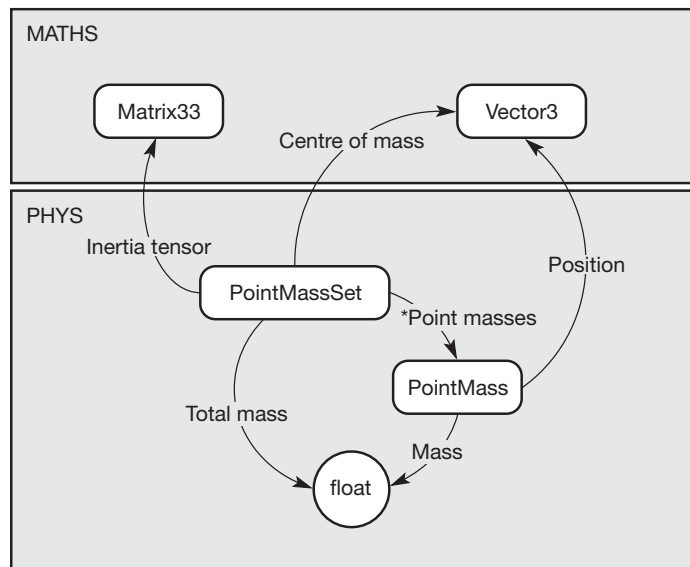 MATHS
Matrix33
Vector3
Centre of mass
PHYS
Inertia tensor
Position
PointMassSet
*Point masses
PointMass
Total mass
Mass
float